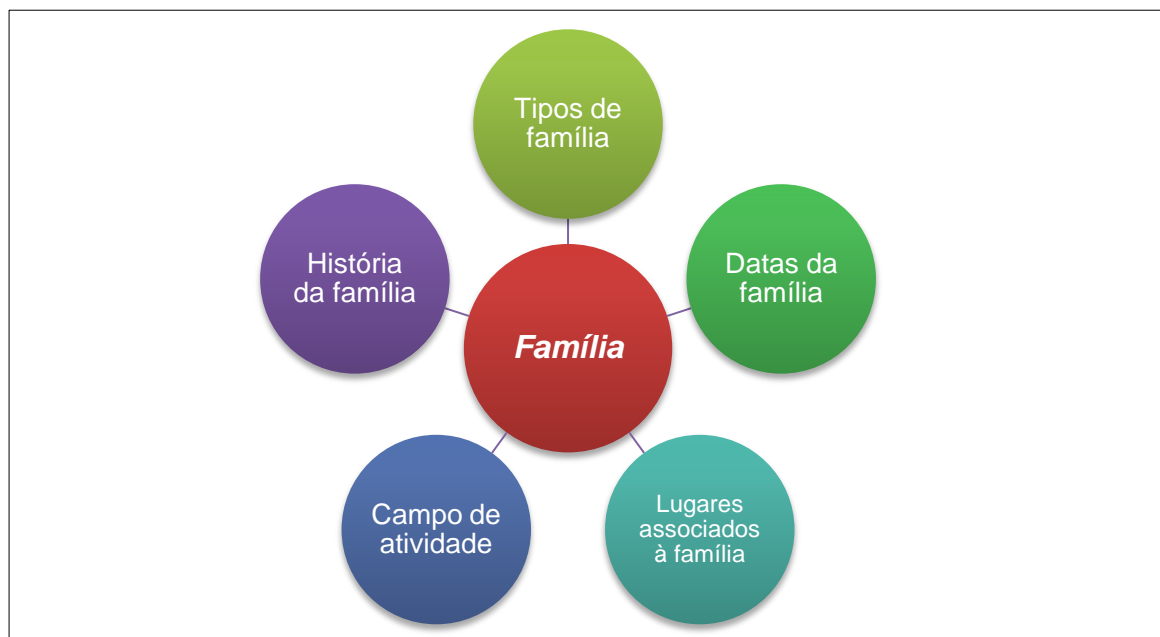 Tipos de
família
História
da família
Datas da
família
Família
Campo de
atividade
Lugares
associados
à família